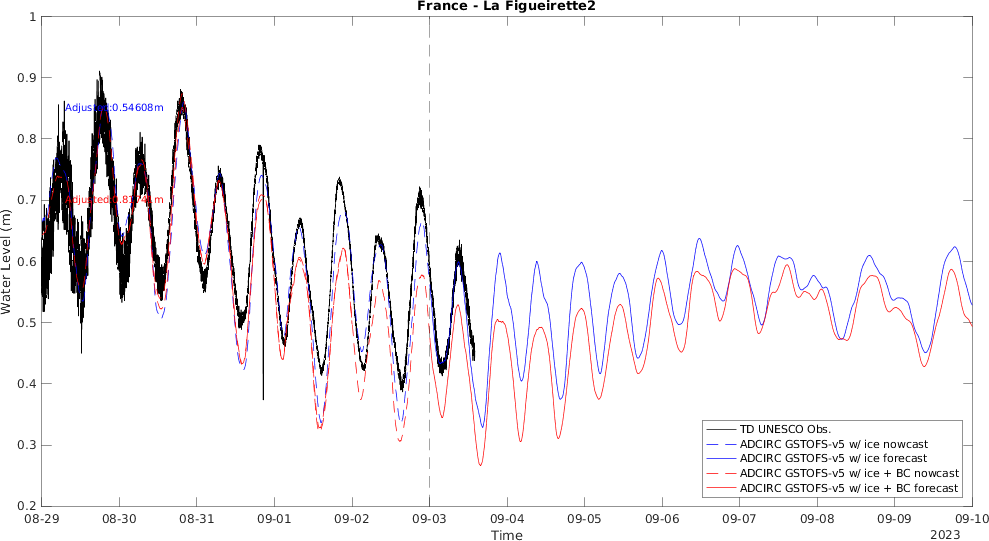 France - La Figueirette2
1
0.9
0.8
0.7
0.6
0.5
0.4
0.3
0.2
Water Level (m)
Adjusted:0.54608m
08-29
08-30
08-31
09-01
09-02
09-03
09-04
09-05
09-06
09-07
09-08
09-09
09-10
Time
2023
TD UNESCO Obs.
ADCIRC GSTOFS-v5 w/ ice nowcast
ADCIRC GSTOFS-v5 w/ ice forecast
ADCIRC GSTOFS-v5 w/ ice + BC nowcast
ADCIRC GSTOFS-v5 w/ ice + BC forecast